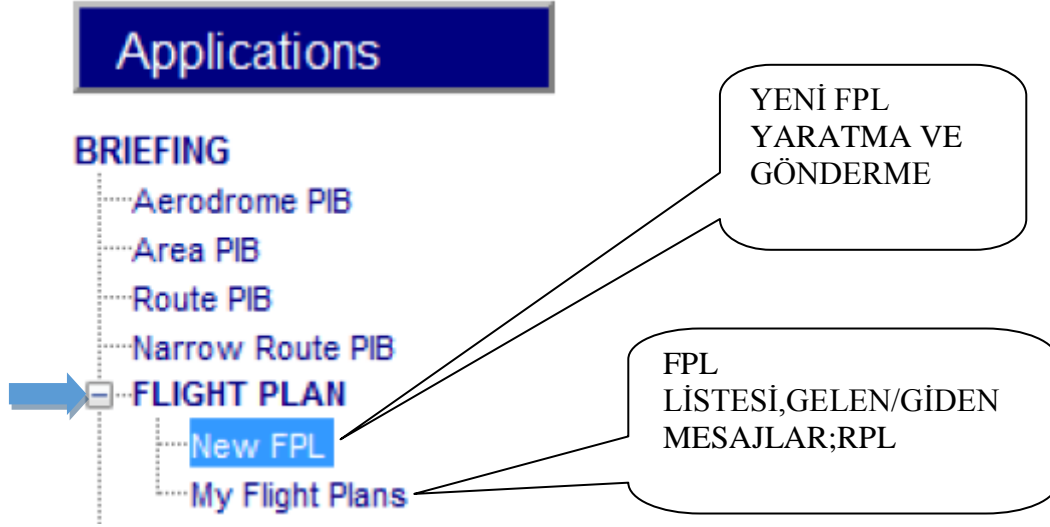 Applications
YENİ FPL
YARATMA VE
GÖNDERME
BRIEFING
Aerodrome PIB
Area PIB
Route PIB
Narrow Route PIB
FLIGHT PLAN
New FPL
My Flight Plans
FPL
LİSTESİ,GELEN/GİDEN
MESAJLAR;RPL